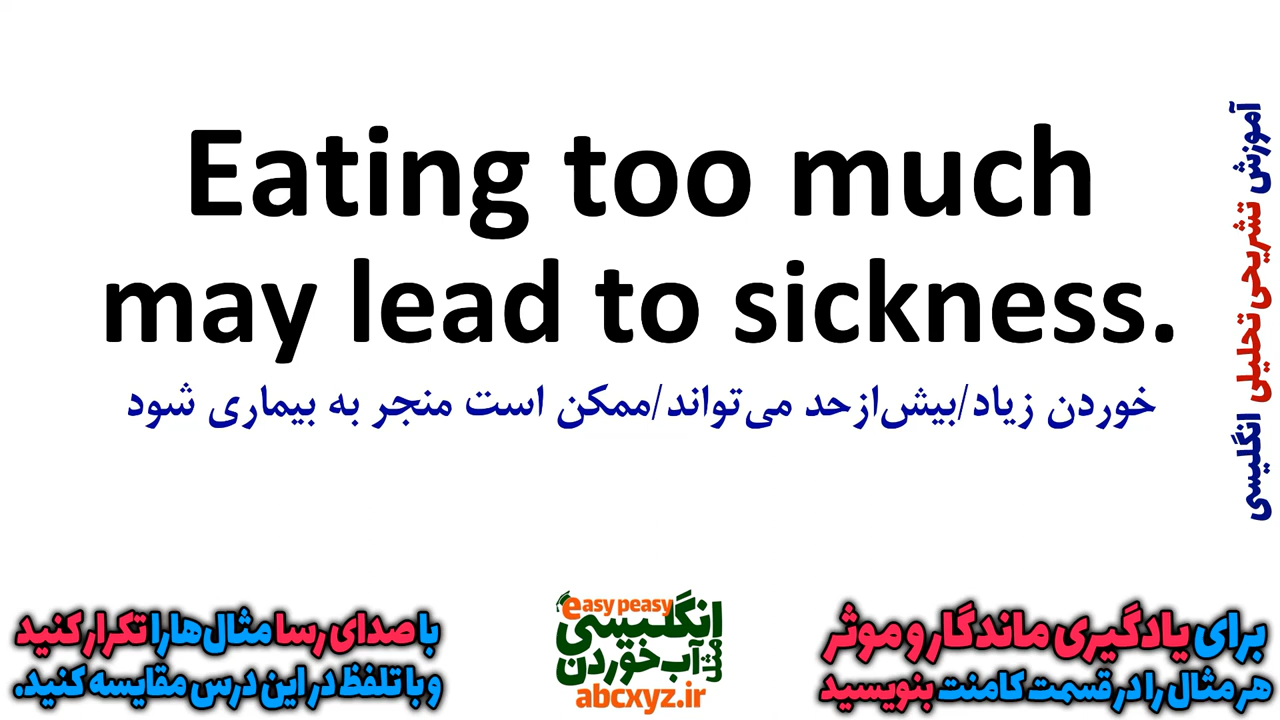 Eating too much
may lead to sickness.
خوردن زیاد/بیش‌ازحد می‌تواند/ممکن است منجر به بیماری شود
آموزش تشریحی تحلیلی انگلیسی
برای یادگیری ماندگار و موثر
هر مثال را در قسمت کامنت بنویسید
easy peasy
انگلیسی
مثل آب خوردن
abcxyz.ir
با صدای رسا مثال‌ها را تکرار کنید
و با تلفظ در این درس مقایسه کنید.